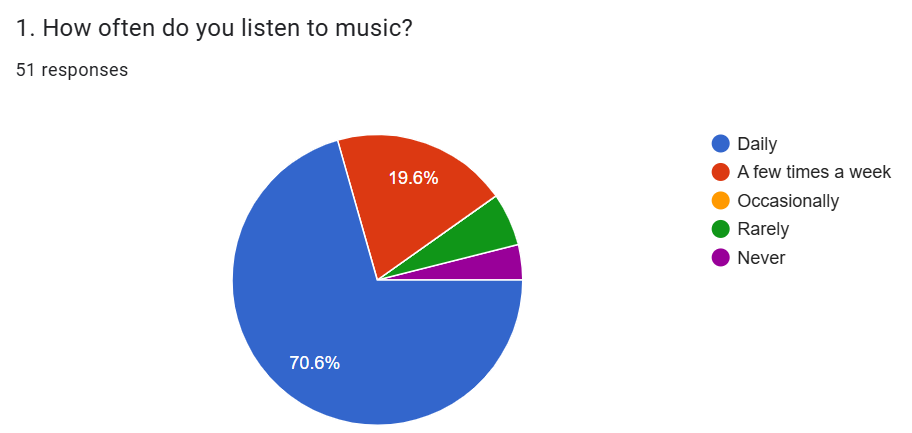 1. How often do you listen to music?
51 responses
19.6%
70.6%
Daily
A few times a week
Occasionally
Rarely
Never